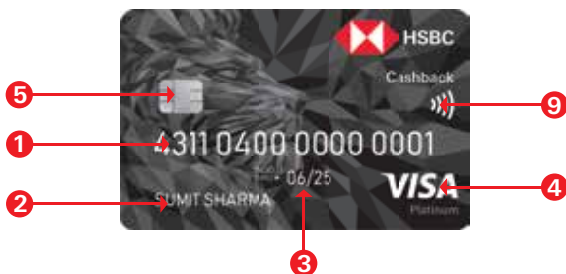 HSBC
Cashback
5
9
1
4311 0400 0000 0001
06/25
VISA
4
2
SUMIT SHARMA
Platinum
3